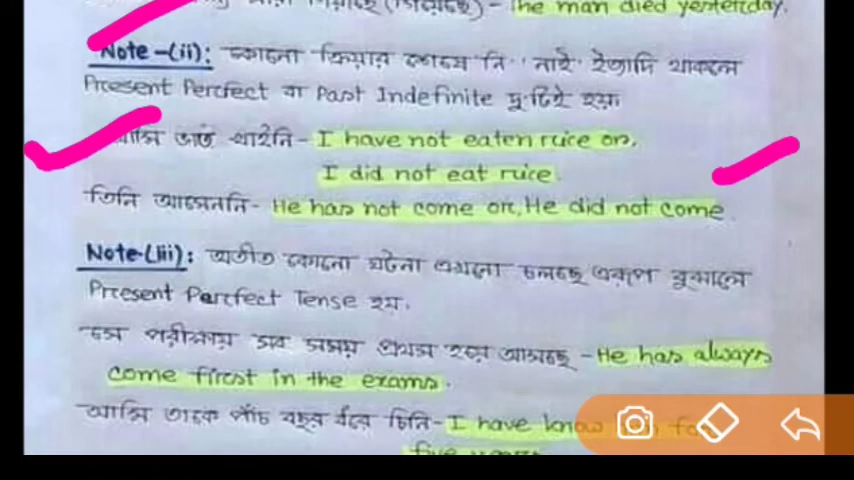 The man died yesterday.
Note-(ii): কোনো ক্রিয়ার শেষে নি, নাই ইত্যাদি থাকলে
Present Perfect বা Past Indefinite দুটিই হয়
আমি ভাত খাইনি - I have not eaten rice or,
I did not eat rice.
তিনি আসেননি - He has not come or, He did not come
Note-(iii): অতীত কোনো ঘটনা এখনো চলছে এরূপ বুঝালে
Present Perfect Tense হয়.
সে পরীক্ষায় সব সময় প্রথম হয়ে আসছে - He has always
come first in the exams.
আমি তাকে পাঁচ বছর ধরে চিনি - I have know
five years